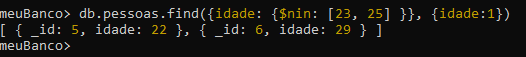 meuBanco> db.pessoas.find({idade: {$nin: [23, 25] }}, {idade:1})
[ { _id: 5, idade: 22 }, { _id: 6, idade: 29 } ]
meuBanco>